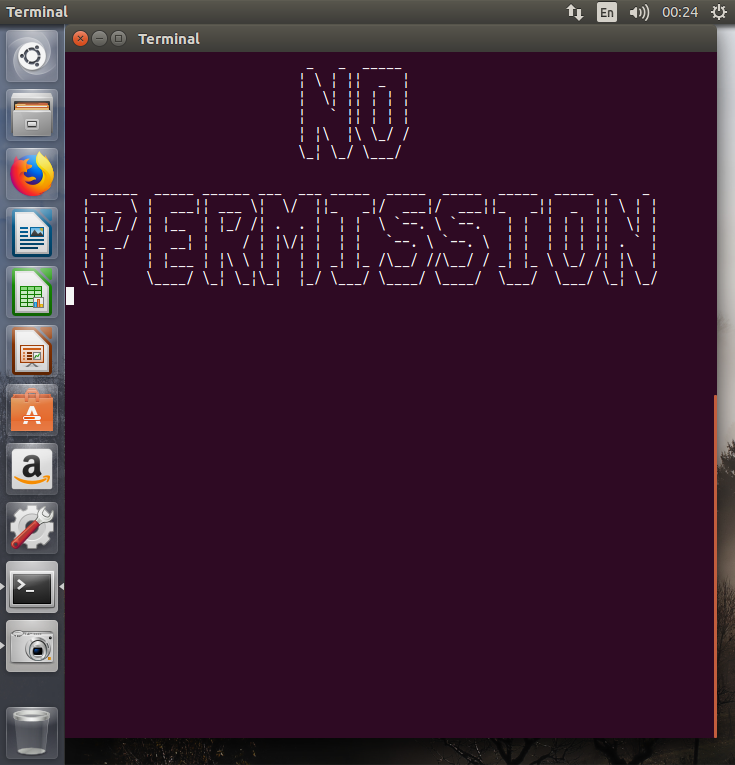 Terminal
En
00:24
Terminal
NO
PERMISSION